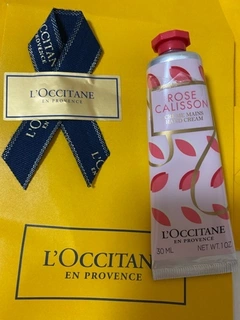 L'OCCITANE
EN PROVENCE
ROSE
CALISSON
MAINS
CREAM
L'OCCITANE
EN PROVENCE
30 ML NET WT.1 OZ.
L'OCCITANE
EN PROVENCE